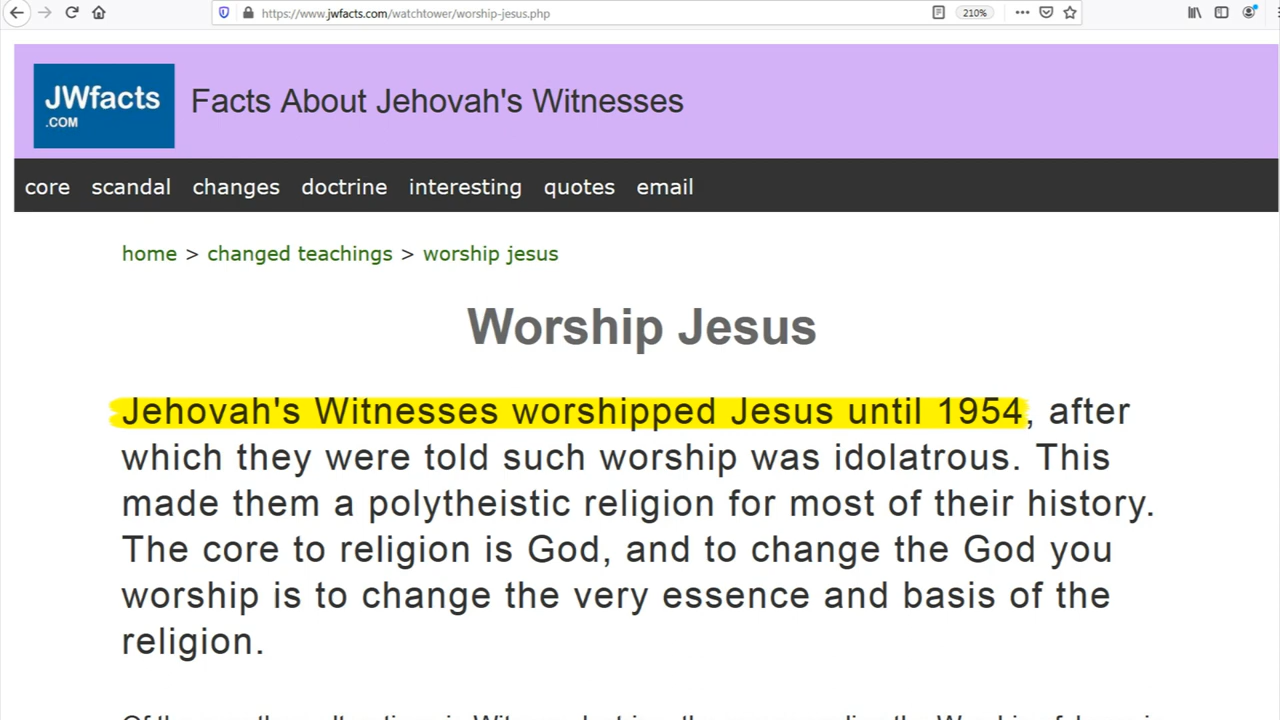 https://www.jwfacts.com/watchtower/worship-jesus.php
210%
JWfacts
.COM
Facts About Jehovah's Witnesses
core scandal changes doctrine interesting quotes email
home > changed teachings > worship jesus
Worship Jesus
Jehovah's Witnesses worshipped Jesus until 1954, after
which they were told such worship was idolatrous. This
made them a polytheistic religion for most of their history.
The core to religion is God, and to change the God you
worship is to change the very essence and basis of the
religion.